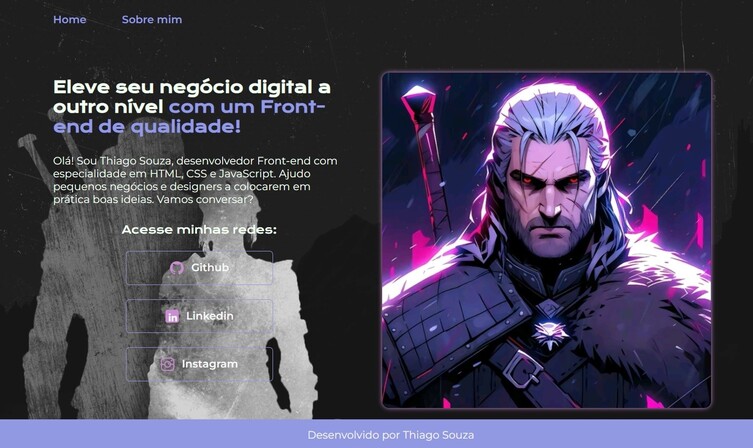 Home
Sobre mim
Eleve seu negócio digital a
outro nível com um Front-
end de qualidade!
Olá! Sou Thiago Souza, desenvolvedor Front-end com
especialidade em HTML, CSS e JavaScript. Ajudo
pequenos negócios e designers a colocarem em
prática boas ideias. Vamos conversar?
Acesse minhas redes:
Github
Linkedin
Instagram
Desenvolvido por Thiago Souza